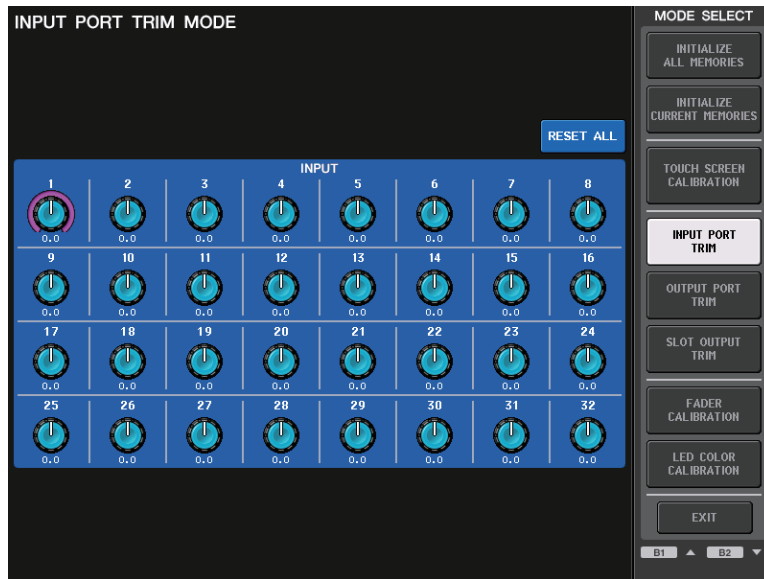 INPUT PORT TRIM MODE
RESET ALL
INPUT
1 2 3 4 5 6 7 8
0.0 0.0 0.0 0.0 0.0 0.0 0.0 0.0
9 10 11 12 13 14 15 16
0.0 0.0 0.0 0.0 0.0 0.0 0.0 0.0
17 18 19 20 21 22 23 24
0.0 0.0 0.0 0.0 0.0 0.0 0.0 0.0
25 26 27 28 29 30 31 32
0.0 0.0 0.0 0.0 0.0 0.0 0.0 0.0
MODE SELECT
INITIALIZE
ALL MEMORIES
INITIALIZE
CURRENT MEMORIES
TOUCH SCREEN
CALIBRATION
INPUT PORT
TRIM
OUTPUT PORT
TRIM
SLOT OUTPUT
TRIM
FADER
CALIBRATION
LED COLOR
CALIBRATION
EXIT
B1 ▲ B2 ▼